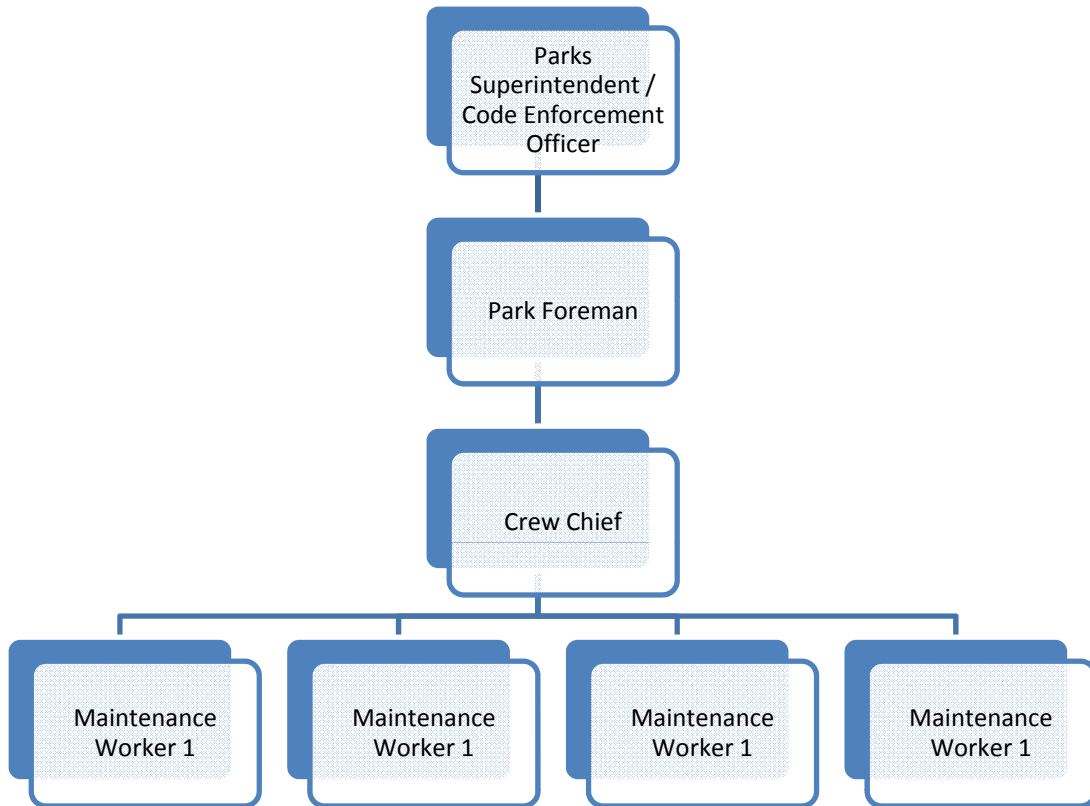 Parks
Superintendent /
Code Enforcement
Officer
Park Foreman
Crew Chief
Maintenance
Worker 1
Maintenance
Worker 1
Maintenance
Worker 1
Maintenance
Worker 1